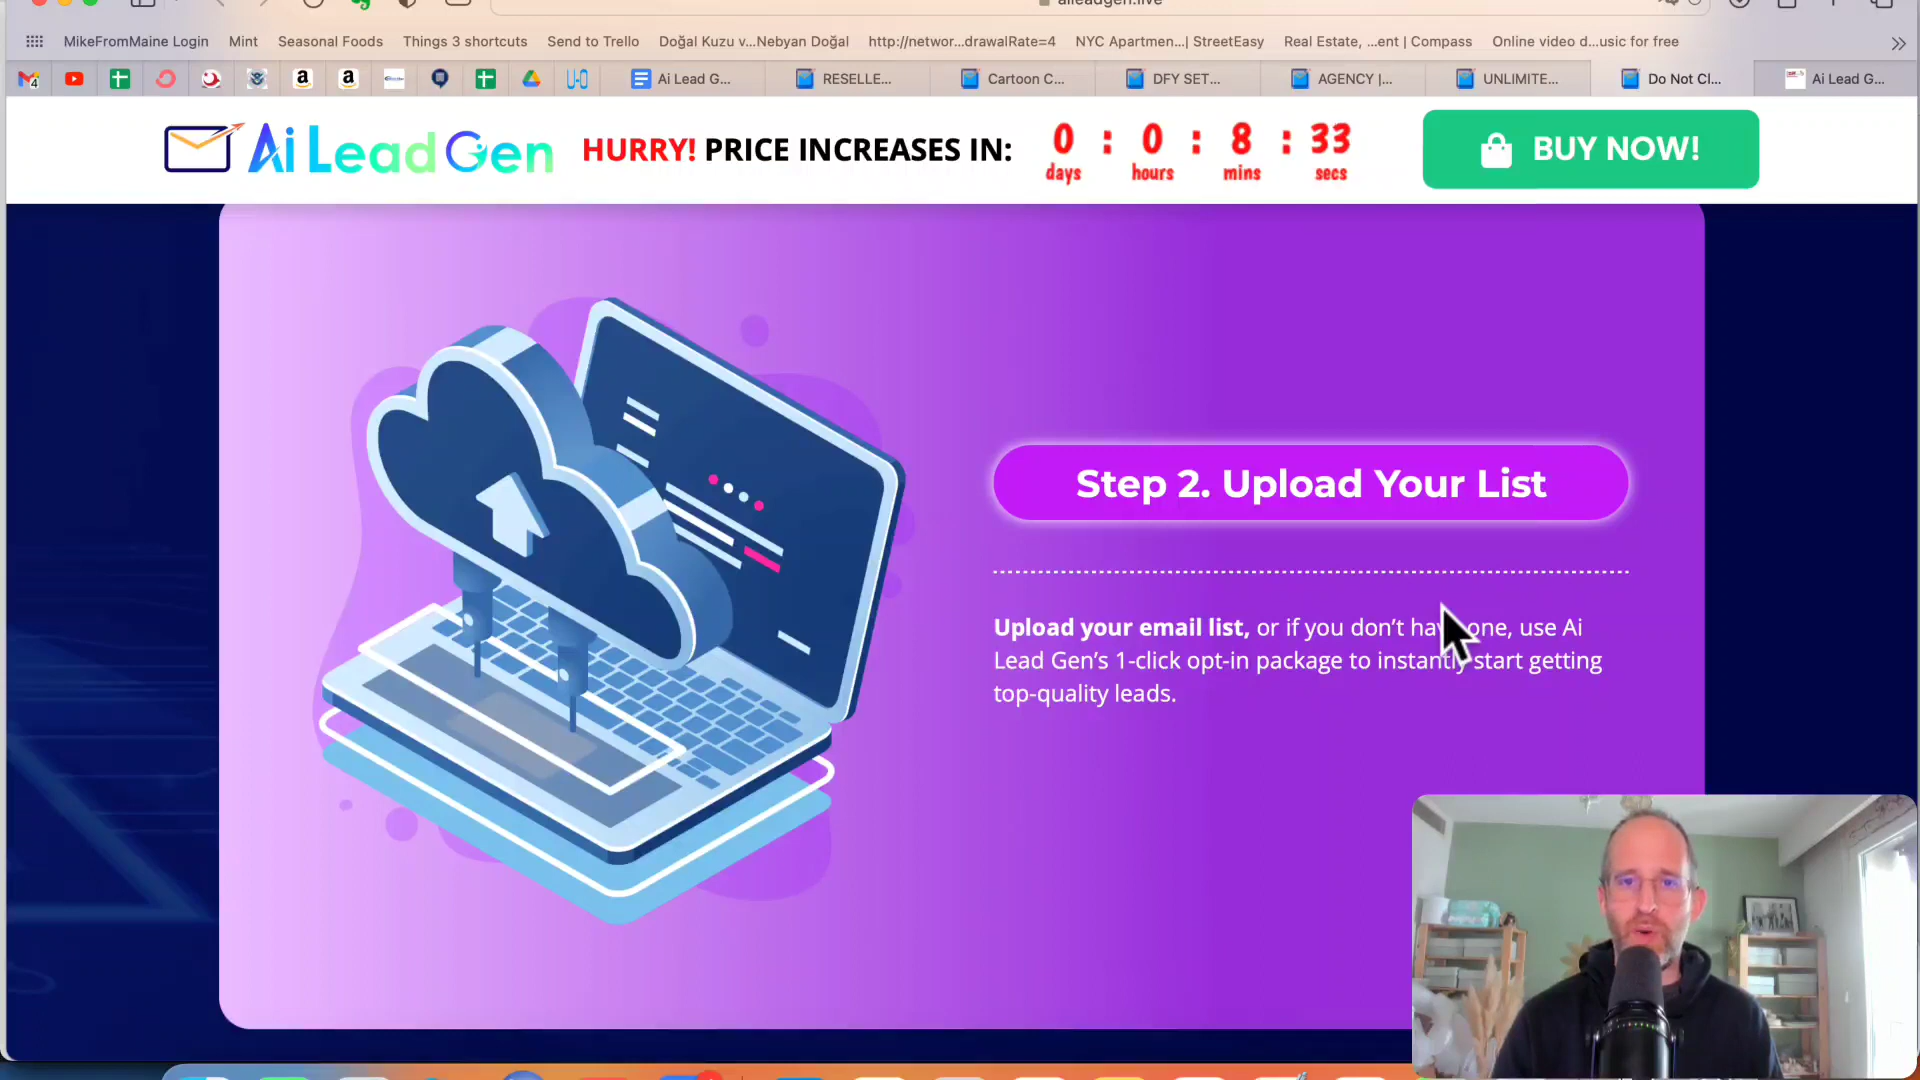 aileadgen.live
MikeFromMaine Login Mint Seasonal Foods Things 3 shortcuts Send to Trello Doğal Kuzu v...Nebyan Doğal http://networ...drawalRate=4 NYC Apartmen...| StreetEasy Real Estate, ...ent | Compass Online video d...usic for free
4 Ai Lead G... RESELLE... Cartoon C... DFY SET... AGENCY |... UNLIMITE... Do Not Cl... Ai Lead G...
Ai Lead Gen HURRY! PRICE INCREASES IN: 0 : 0 : 8 : 33 BUY NOW!
days hours mins secs
Step 2. Upload Your List
Upload your email list, or if you don't have one, use Ai
Lead Gen's 1-click opt-in package to instantly start getting
top-quality leads.